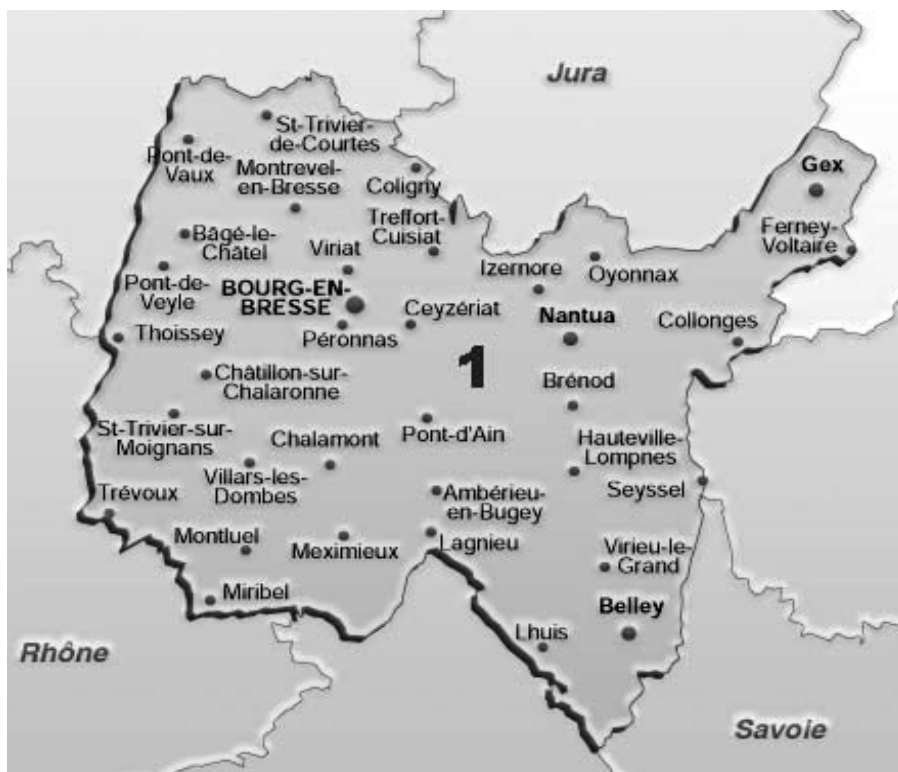 Jura
St-Trivier-
de-Courtes
Pont-de-
Vaux
Montrevel-
en-Bresse
Coligny
Gex
Bâgé-le-
Châtel
Viriat
Treffort-
Cuisiat
Ferney-
Voltaire
Izernore
Oyonnax
Pont-de-
Veyle
BOURG-EN-
BRESSE
Ceyzériat
Nantua
Collonges
Thoissey
Péronnas
1
Châtillon-sur-
Chalaronne
Brénod
St-Trivier-sur-
Moignans
Chalamont
Pont-d'Ain
Hauteville-
Lompnes
Villars-les-
Dombes
Seyssel
Trévoux
Ambérieu-
en-Bugey
Montluel
Meximieux
Lagnieu
Virieu-le-
Grand
Miribel
Belley
Lhuis
Rhône
Savoie